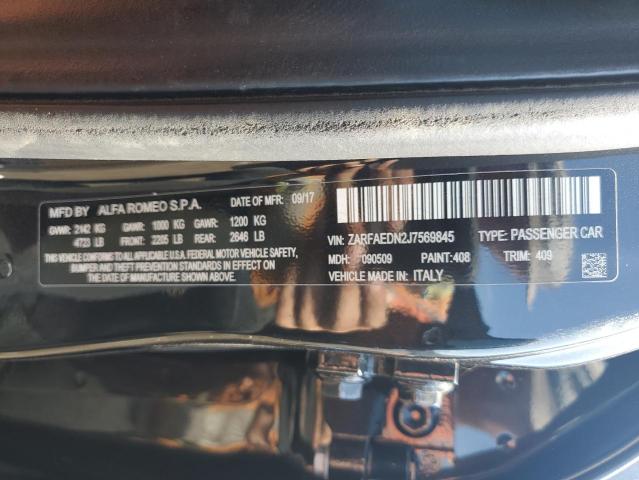 MFD BY ALFA ROMEO S.P.A. DATE OF MFR: 09/17
GVWR: 2142 KG GAWR: 1000 KG GAWR: 1200 KG
4723 LB FRONT: 2205 LB REAR: 2646 LB
THIS VEHICLE CONFORMS TO ALL APPLICABLE
U.S.A. FEDERAL MOTOR VEHICLE SAFETY,
BUMPER AND THEFT PREVENTION STANDARDS IN EFFECT ON
THE DATE OF MANUFACTURE SHOWN ABOVE.
VIN: ZARFAEDN2J7569845 TYPE: PASSENGER CAR
MDH: 090509 PAINT: 408 TRIM: 409
VEHICLE MADE IN: ITALY